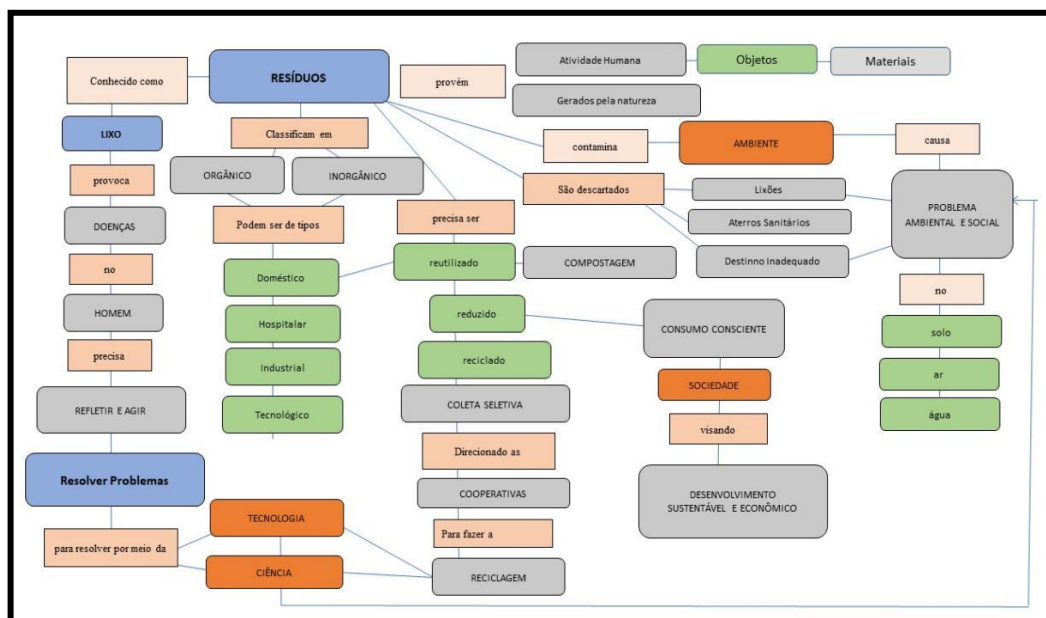 Conhecido como
RESÍDUOS
provém
Atividade Humana
Objetos
Materiais
Gerados pela natureza
LIXO
Classificam em
contamina
AMBIENTE
causa
provoca
ORGÂNICO
INORGÂNICO
São descartados
Lixões
PROBLEMA
AMBIENTAL E SOCIAL
DOENÇAS
Podem ser de tipos
precisa ser
Aterros Sanitários
no
Doméstico
reutilizado
COMPOSTAGEM
Destinno Inadequado
no
HOMEM
Hospitalar
reduzido
CONSUMO CONSCIENTE
solo
precisa
Industrial
reciclado
SOCIEDADE
ar
REFLETIR E AGIR
Tecnológico
COLETA SELETIVA
visando
água
Direcionado as
Resolver Problemas
COOPERATIVAS
DESENVOLVIMENTO
SUSTENTÁVEL E ECONÔMICO
TECNOLOGIA
para resolver por meio da
Para fazer a
CIÊNCIA
RECICLAGEM